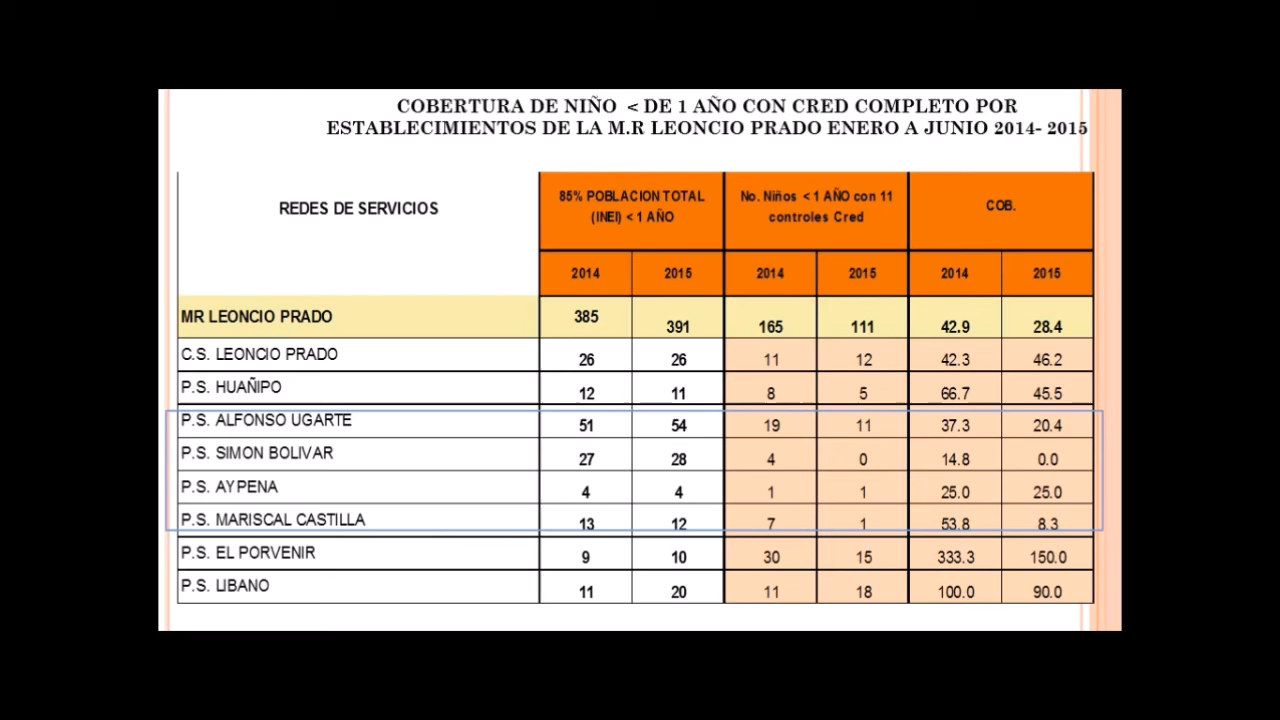 COBERTURA DE NIÑO < DE 1 AÑO CON CRED COMPLETO POR
ESTABLECIMIENTOS DE LA M.R LEONCIO PRADO ENERO A JUNIO 2014- 2015
REDES DE SERVICIOS
85% POBLACION TOTAL
(INEI) < 1 AÑO
No. Niños < 1 AÑO con 11
controles Cred
COB.
2014 2015 2014 2015 2014 2015
MR LEONCIO PRADO 385 391 165 111 42.9 28.4
C.S. LEONCIO PRADO 26 26 11 12 42.3 46.2
P.S. HUAÑIPO 12 11 8 5 66.7 45.5
P.S. ALFONSO UGARTE 51 54 19 11 37.3 20.4
P.S. SIMON BOLIVAR 27 28 4 0 14.8 0.0
P.S. AYPENA 4 4 1 1 25.0 25.0
P.S. MARISCAL CASTILLA 13 12 7 1 53.8 8.3
P.S. EL PORVENIR 9 10 30 15 333.3 150.0
P.S. LIBANO 11 20 11 18 100.0 90.0